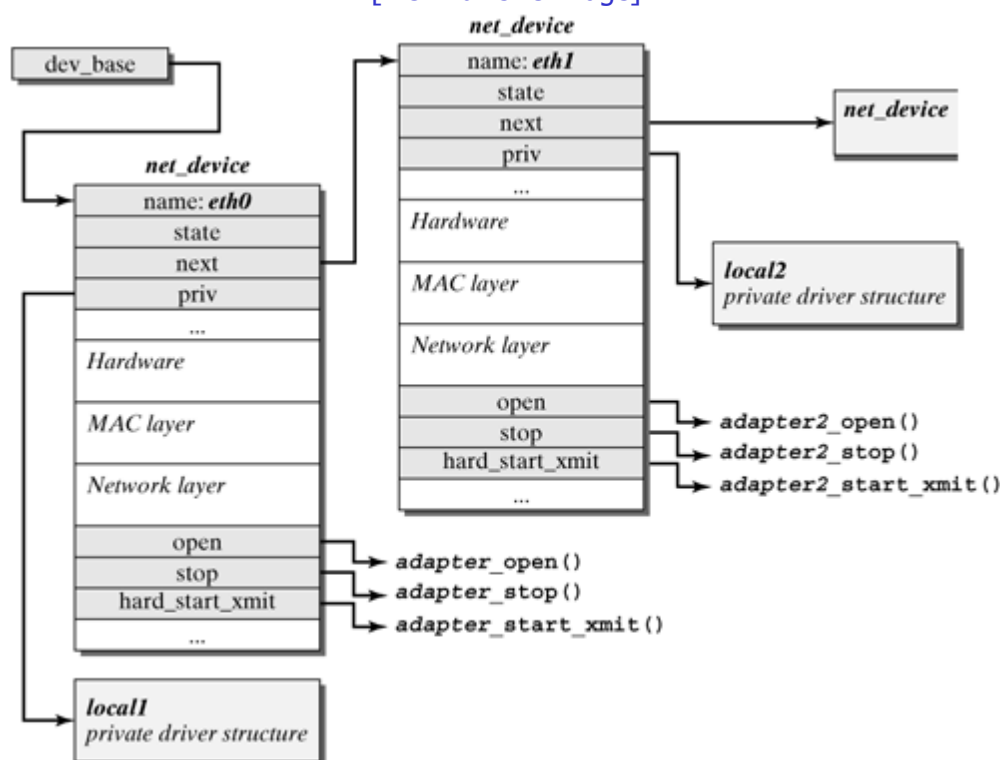 net_device
dev_base
name: eth1
state
next
priv
...
Hardware
MAC layer
Network layer
open
stop
hard_start_xmit
...
net_device
local2
private driver structure
adapter2_open()
adapter2_stop()
adapter2_start_xmit()
net_device
name: eth0
state
next
priv
...
Hardware
MAC layer
Network layer
open
stop
hard_start_xmit
...
adapter_open()
adapter_stop()
adapter_start_xmit()
local1
private driver structure